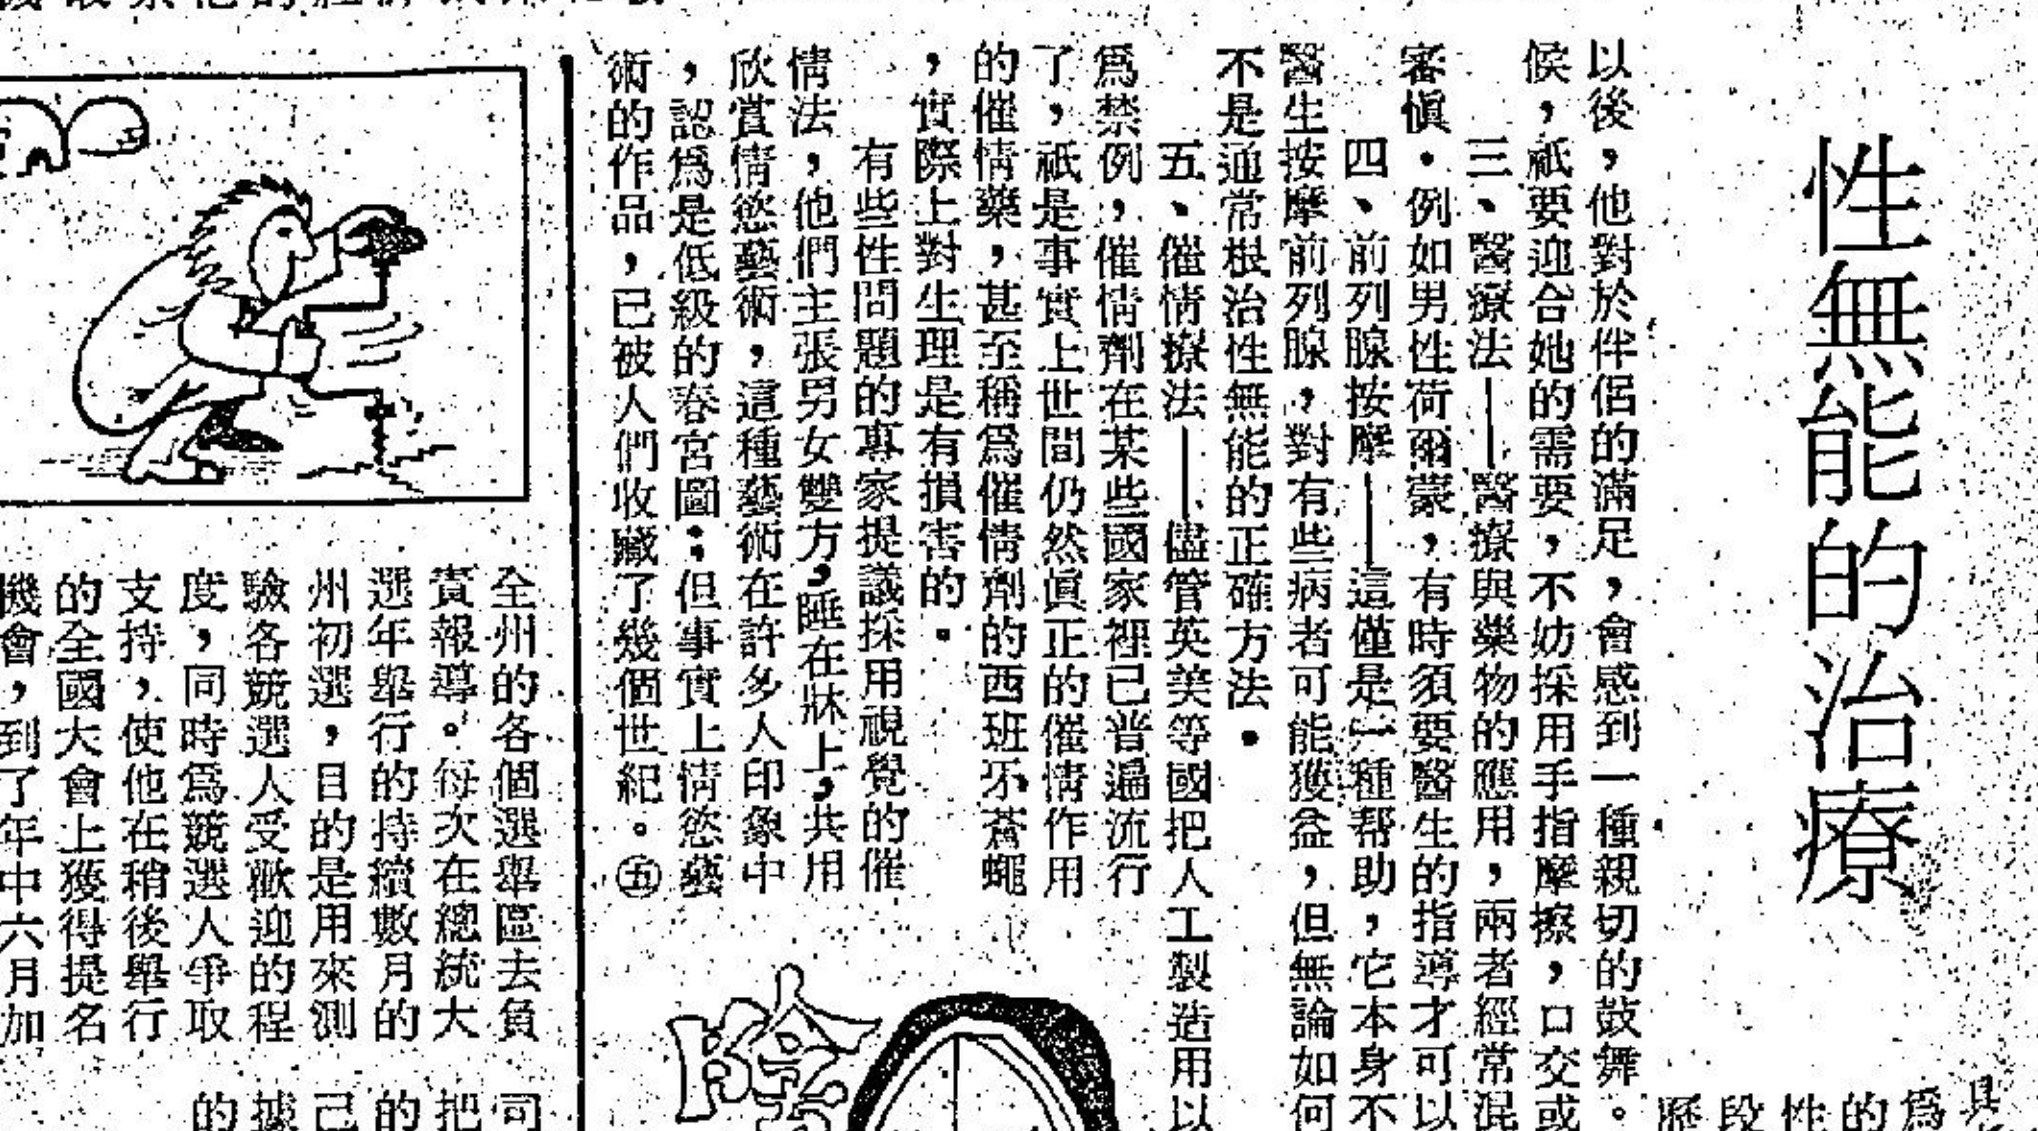 性無能的治療
以後，他對於伴侶的滿足，會感到一種親切的鼓舞。
候，祇要迎合她的需要，不妨採用手指摩擦，口交或
三、醫療法——醫療與藥物的應用，兩者經常混
審慎．例如男性荷爾蒙，有時須要醫生的指導才可以
四、前列腺按摩——這僅是一種帮助，它本身不
醫生按摩前列腺，對有些病者可能獲益，但無論如何
不是通常根治性無能的正確方法．
五、催情療法——儘管英美等國把人工製造用以
爲禁例，催情劑在某些國家裡已普遍流行
了，祇是事實上世間仍然眞正的催情作用
的催情藥，甚至稱爲催情劑的西班牙蒼蠅
，實際上對生理是有損害的．
有些性問題的專家提議採用視覺的催
情法，他們主張男女雙方，睡在牀上，共用
欣賞情慾藝術，這種藝術在許多人印象中
，認爲是低級的春宮圖；但事實上情慾藝
術的作品，已被人們收藏了幾個世紀。㊄
爲
的
性
段
歷
全州的各個選舉區去負
責報導。每次在總統大
選年舉行的持續數月的
州初選，目的是用來測
驗各競選人受歡迎的程
度，同時爲競選人爭取
支持，使他在稍後舉行
的全國大會上獲得提名
機會，到了年中六月加
司
把
的
己
據
的